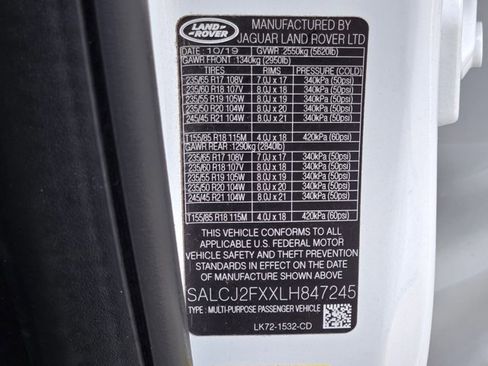 LAND ROVER
MANUFACTURED BY
JAGUAR LAND ROVER LTD
DATE : 10/19 GVWR : 2550kg (5620lb)
GAWR FRONT: 1340kg (2950lb)
TIRES RIMS PRESSURE (COLD)
235/65 R17 108V 7.0J x 17 340kPa (50psi)
235/60 R18 107V 8.0J x 18 340kPa (50psi)
235/55 R19 105W 8.0J x 19 340kPa (50psi)
235/50 R20 104W 8.0J x 20 340kPa (50psi)
245/45 R21 104W 8.0J x 21 340kPa (50psi)
T155/85 R18 115M 4.0J x 18 420kPa (60psi)
GAWR REAR: 1290kg (2840lb)
235/65 R17 108V 7.0J x 17 340kPa (50psi)
235/60 R18 107V 8.0J x 18 340kPa (50psi)
235/55 R19 105W 8.0J x 19 340kPa (50psi)
235/50 R20 104W 8.0J x 20 340kPa (50psi)
245/45 R21 104W 8.0J x 21 340kPa (50psi)
T155/85 R18 115M 4.0J x 18 420kPa (60psi)
THIS VEHICLE CONFORMS TO ALL
APPLICABLE U.S. FEDERAL MOTOR
VEHICLE SAFETY AND THEFT
PREVENTION STANDARDS IN EFFECT ON
THE DATE OF MANUFACTURE SHOWN ABOVE
SALCJ2FXXLH847245
TYPE : MULTI-PURPOSE PASSENGER VEHICLE
LK72-1532-CD